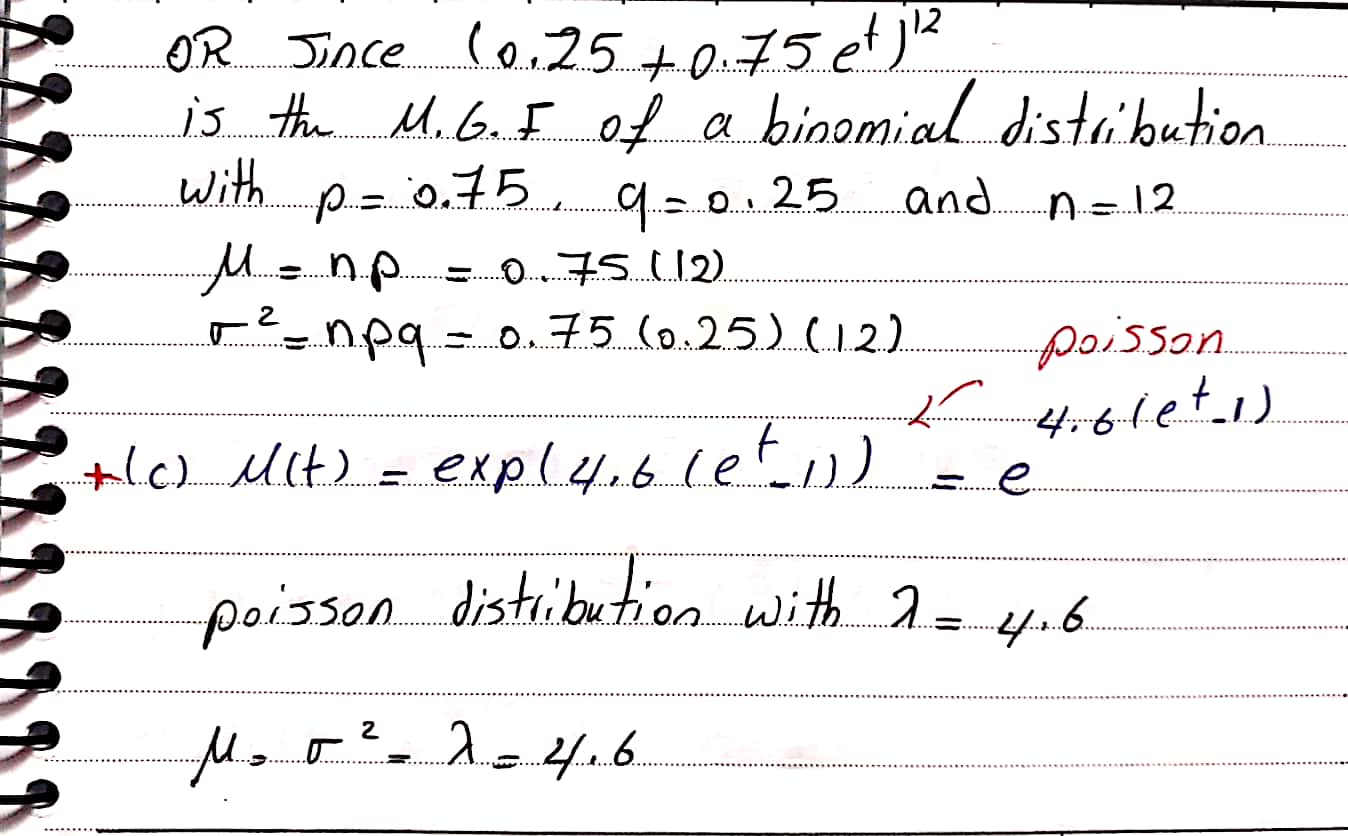 OR Since (0.25 + 0.75 e^t)^12
is the M.G.F of a binomial distribution
with p = 0.75, q = 0.25 and n = 12
μ = np = 0.75 (12)
σ² = npq = 0.75 (0.25) (12)
poisson
+(c) M(t) = exp(4.6 (e^t - 1)) = e^{4.6(e^t - 1)}
poisson distribution with λ = 4.6
μ = σ² = λ = 4.6